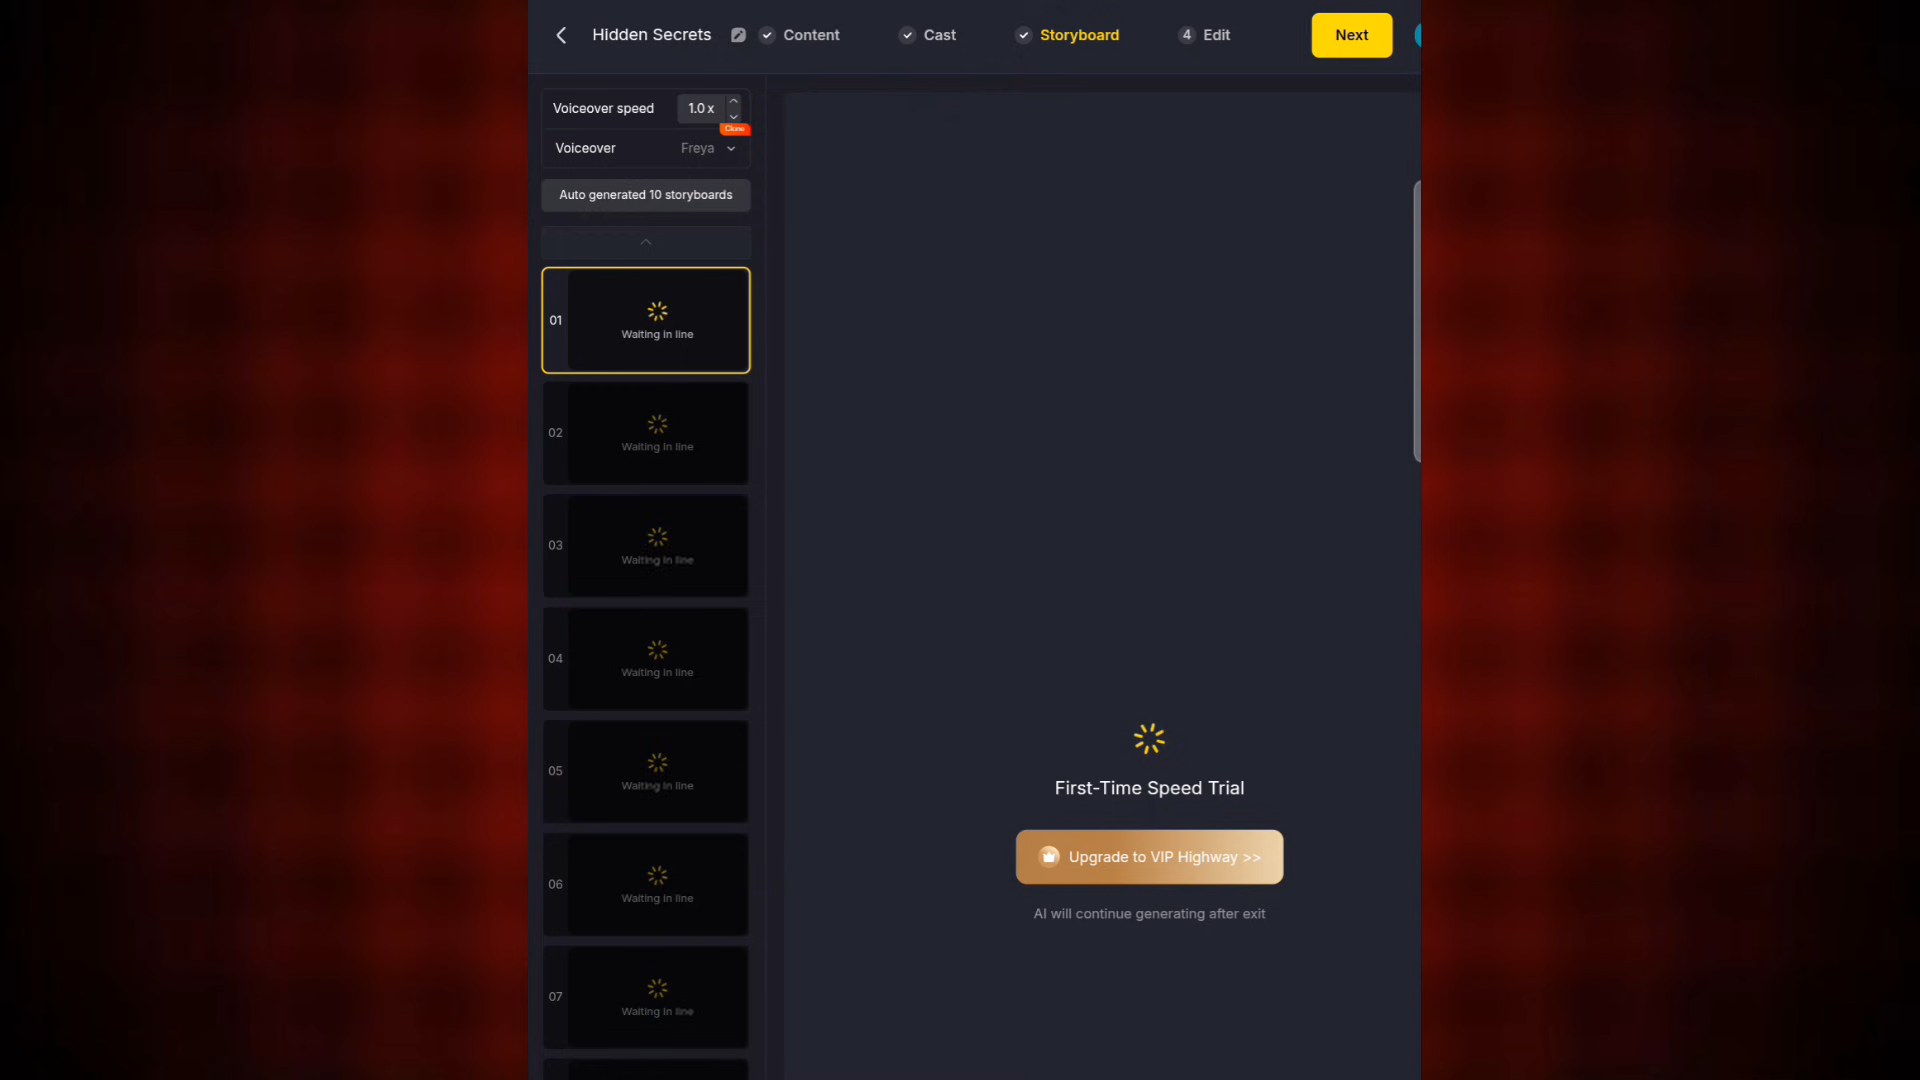 Hidden Secrets
Content
Cast
Storyboard
4 Edit
Next
Voiceover speed 1.0 x
Clone
Voiceover Freya
Auto generated 10 storyboards
01
Waiting in line
02
Waiting in line
03
Waiting in line
04
Waiting in line
05
Waiting in line
06
Waiting in line
07
Waiting in line
First-Time Speed Trial
Upgrade to VIP Highway >>
AI will continue generating after exit